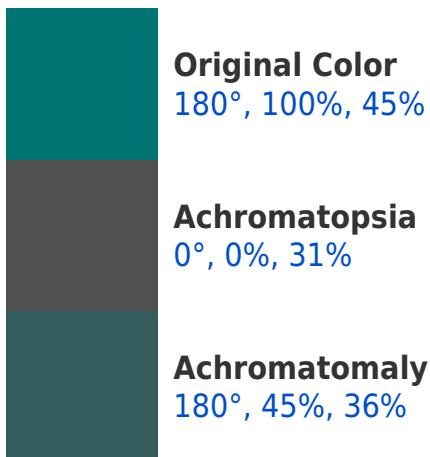 Original Color
180°, 100%, 45%
Achromatopsia
0°, 0%, 31%
Achromatomaly
180°, 45%, 36%